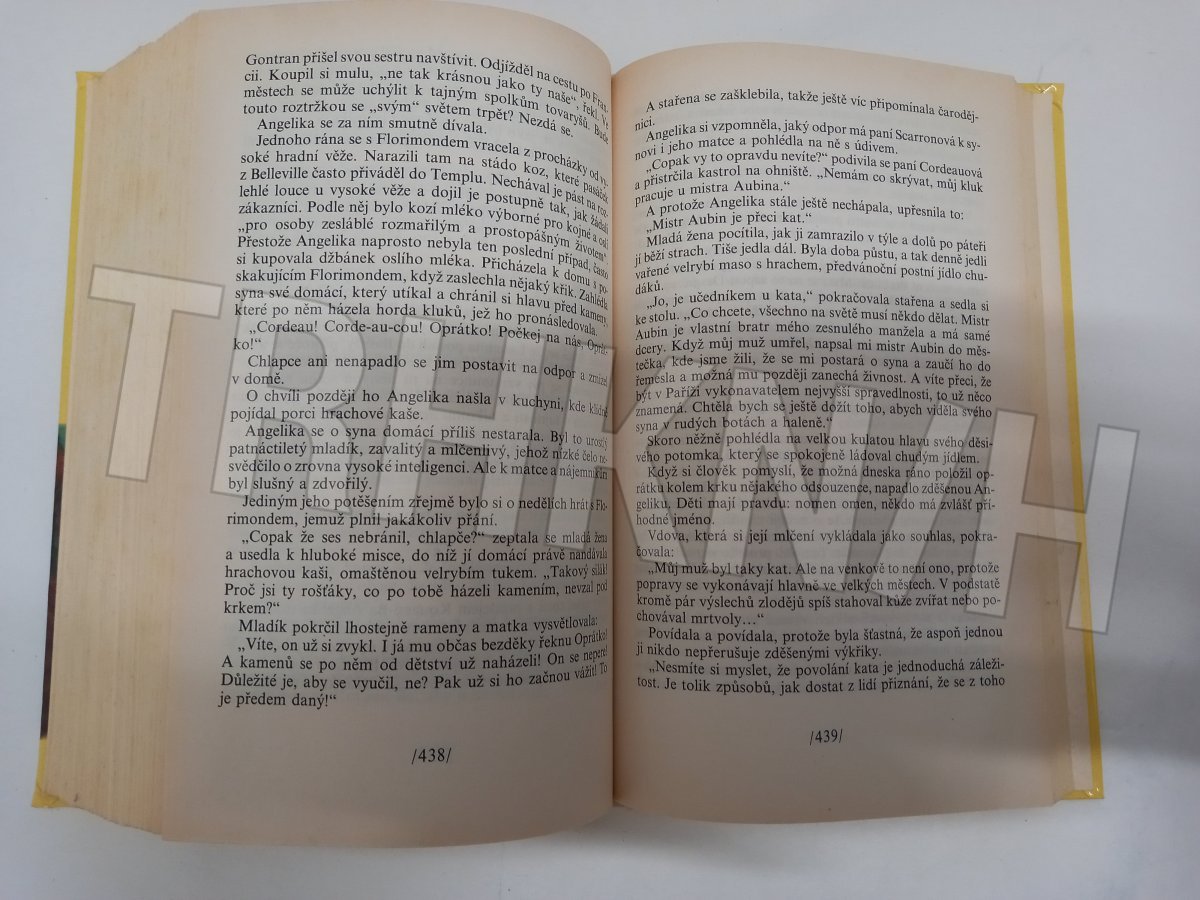 Gontran přišel svou sestru navštívit. Odjížděl na cestu po Fran-
cii. Koupil si mulu, „ne tak krásnou jako ty naše“, řekl. Ve
městech se může uchýlit k tajným spolkům tovaryšů. Bude
touto roztržkou se „svým“ světem trpět? Nezdá se.
Angelika se za ním smutně dívala.
Jednoho rána se s Florimondem vracela z procházky od vy-
soké hradní věže. Narazili tam na stádo koz, které pasáček
z Belleville často přiváděl do Templu. Nechával je pást na roz-
lehlé louce u vysoké věže a dojil je postupně tak, jak žádali
zákazníci. Podle něj bylo kozí mléko výborné pro kojné a oslí
„pro osoby zesláblé rozmařilým a prostopášným životem“.
Přestože Angelika naprosto nebyla ten poslední případ, často
si kupovala džbánek oslího mléka. Přicházela k domu s po-
skakujícím Florimondem, když zaslechla nějaký křik. Zahlédla
syna své domácí, který utíkal a chránil si hlavu před kameny,
které po něm házela horda kluků, jež ho pronásledovala.
„Cordeau! Corde-au-cou! Oprátko! Počkej na nás, Oprát-
ko!“
Chlapce ani nenapadlo se jim postavit na odpor a zmizel
v domě.
O chvíli později ho Angelika našla v kuchyni, kde klidně
pojídal porci hrachové kaše.
Angelika se o syna domácí příliš nestarala. Byl to urostlý
patnáctiletý mladík, zavalitý a mlčenlivý, jehož nízké čelo ne-
svědčilo o zrovna vysoké inteligenci. Ale k matce a nájemníkům
byl slušný a zdvořilý.
Jediným jeho potěšením zřejmě bylo si o nedělích hrát s Flo-
rimondem, jemuž plnil jakákoliv přání.
„Copak že ses nebránil, chlapče?“ zeptala se mladá žena
a usedla k hluboké misce, do níž jí domácí právě nandávala
hrachovou kaši, omaštěnou velrybím tukem. „Takový silák!
Proč jsi ty rošťáky, co po tobě házeli kamením, nevzal pod
krkem?“
Mladík pokrčil lhostejně rameny a matka vysvětlovala:
„Víte, on už si zvykl. I já mu občas bezděky řeknu Oprátko!
A kamenů se po něm od dětství už naházeli! On se nepere!
Důležité je, aby se vyučil, ne? Pak už si ho začnou vážit! To
je předem daný!“
/438/
A stařena se zašklebila, takže ještě víc připomínala čaroděj-
nici.
Angelika si vzpomněla, jaký odpor má paní Scarronová k sy-
novi i jeho matce a pohlédla na ně s údivem.
„Copak vy to opravdu nevíte?“ podivila se paní Cordeauová
a přistrčila kastrol na ohniště. „Nemám co skrývat, můj kluk
pracuje u mistra Aubina.“
A protože Angelika stále ještě nechápala, upřesnila to:
„Mistr Aubin je přeci kat.“
Mladá žena pocítila, jak ji zamrazilo v týle a dolů po páteři
jí běží strach. Tiše jedla dál. Byla doba půstu, a tak denně jedli
vařené velrybí maso s hrachem, předvánoční postní jídlo chu-
ďáků.
„Jo, je učedníkem u kata,“ pokračovala stařena a sedla si
ke stolu. „Co chcete, všechno na světě musí někdo dělat. Mistr
Aubin je vlastní bratr mého zesnulého manžela a má samé
dcery. Když můj muž umřel, napsal mi mistr Aubin do měs-
tečka, kde jsme žili, že se mi postará o syna a zaučí ho do
řemesla a možná mu později zanechá živnost. A víte přeci, že
být v Paříži vykonavatelem nejvyšší spravedlnosti, to už něco
znamená. Chtěla bych se ještě dožít toho, abych viděla svého
syna v rudých botách a haleně.“
Skoro něžně pohlédla na velkou kulatou hlavu svého děsi-
vého potomka, který se spokojeně ládoval chudým jídlem.
Když si člověk pomyslí, že možná dneska ráno položil op-
rátku kolem krku nějakého odsouzence, napadlo zděšenou An-
geliku. Děti mají pravdu: nomen omen, někdo má zvlášť pří-
hodné jméno.
Vdova, která si její mlčení vykládala jako souhlas, pokra-
čovala:
„Můj muž byl taky kat. Ale na venkově to není ono, protože
popravy se vykonávají hlavně ve velkých městech. V podstatě
kromě pár výslechů zlodějů spíš stahoval kůže zvířat nebo po-
chovával mrtvoly…“
Povídala a povídala, protože byla šťastná, že aspoň jednou
ji nikdo nepřerušuje zděšenými výkřiky.
„Nesmíte si myslet, že povolání kata je jednoduchá záleži-
tost. Je tolik způsobů, jak dostat z lidí přiznání, že se z toho
/439/
TRHKNIH